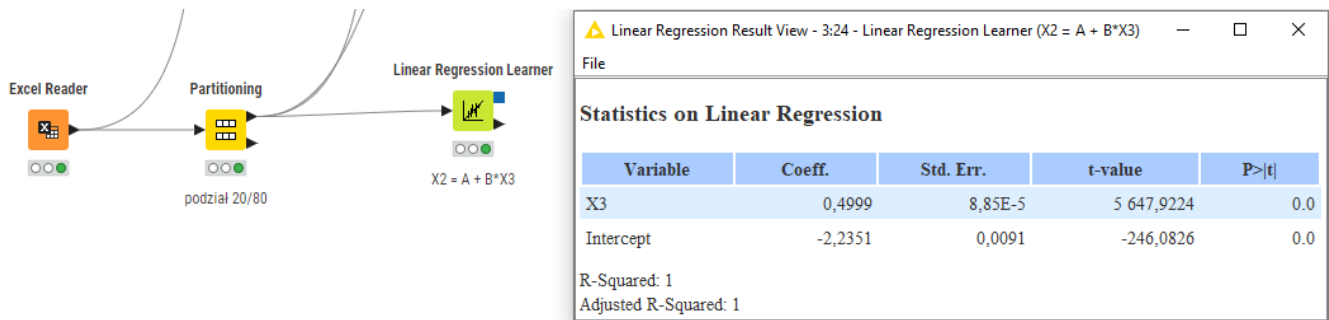 Excel Reader
Partitioning
podział 20/80
Linear Regression Learner
X2 = A + B*X3
Linear Regression Result View - 3:24 - Linear Regression Learner (X2 = A + B*X3)
File
Statistics on Linear Regression
Variable Coeff. Std. Err. t-value P>|t|
X3 0,4999 8,85E-5 5 647,9224 0.0
Intercept -2,2351 0,0091 -246,0826 0.0
R-Squared: 1
Adjusted R-Squared: 1